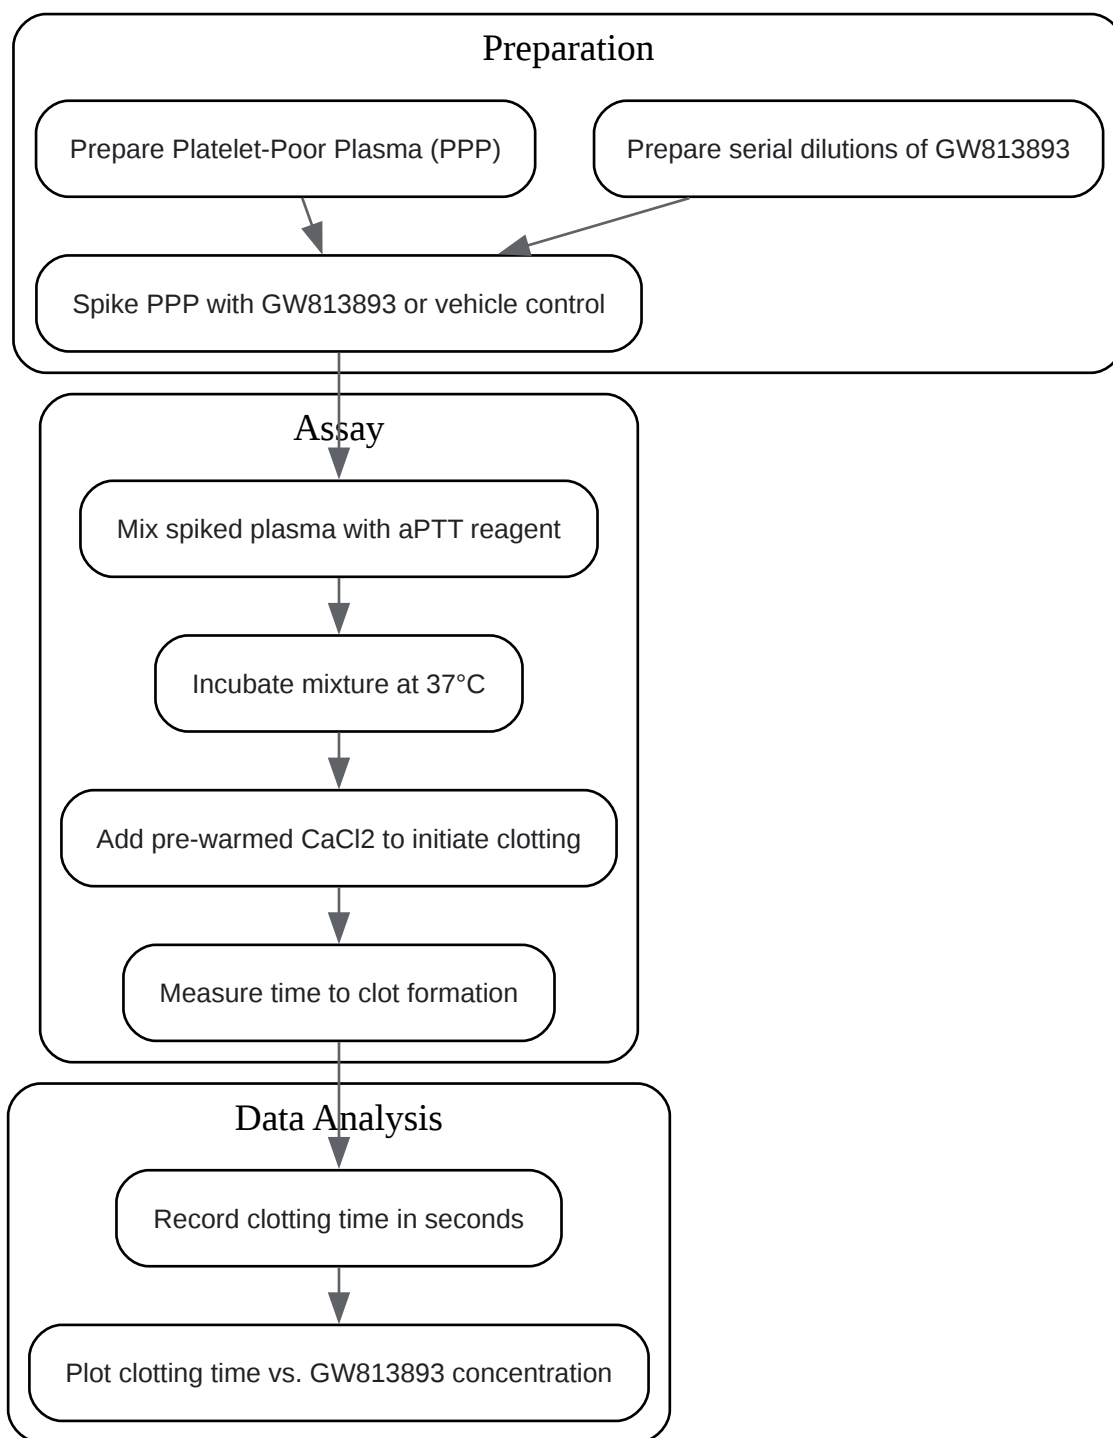 Preparation
Prepare Platelet-Poor Plasma (PPP)
Prepare serial dilutions of GW813893
Spike PPP with GW813893 or vehicle control
Assay
Mix spiked plasma with aPTT reagent
Incubate mixture at 37°C
Add pre-warmed CaCl2 to initiate clotting
Measure time to clot formation
Data Analysis
Record clotting time in seconds
Plot clotting time vs. GW813893 concentration